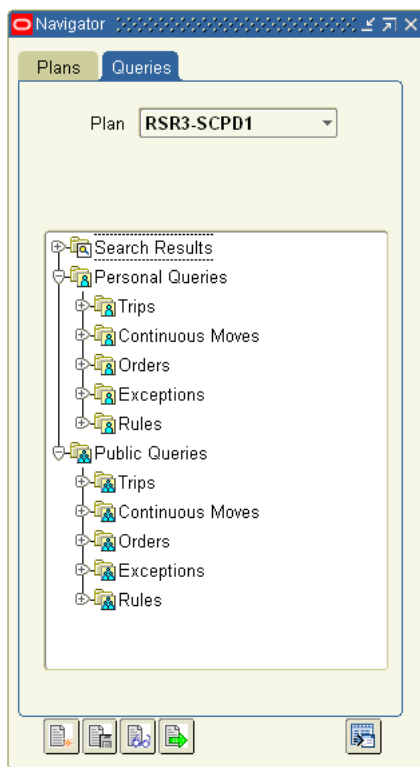 Navigator
Plans Queries
Plan RSR3-SCPD1
Search Results
Personal Queries
Trips
Continuous Moves
Orders
Exceptions
Rules
Public Queries
Trips
Continuous Moves
Orders
Exceptions
Rules